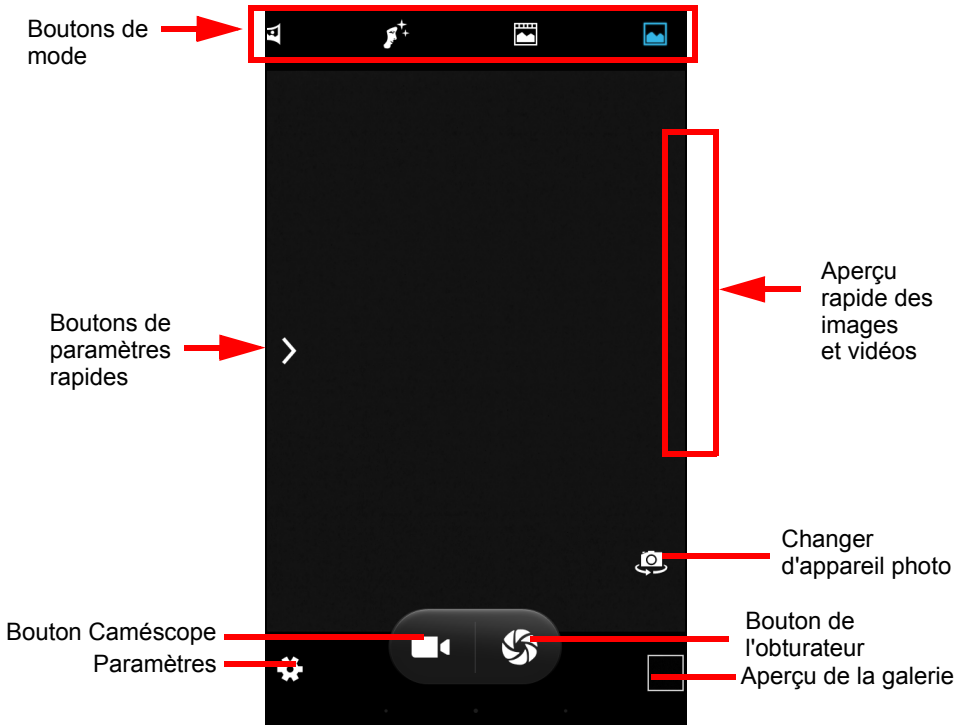 Boutons de
mode
Aperçu
rapide des
images
et vidéos
Boutons de
paramètres
rapides
Changer
d'appareil photo
Bouton Caméscope
Paramètres
Bouton de
l'obturateur
Aperçu de la galerie